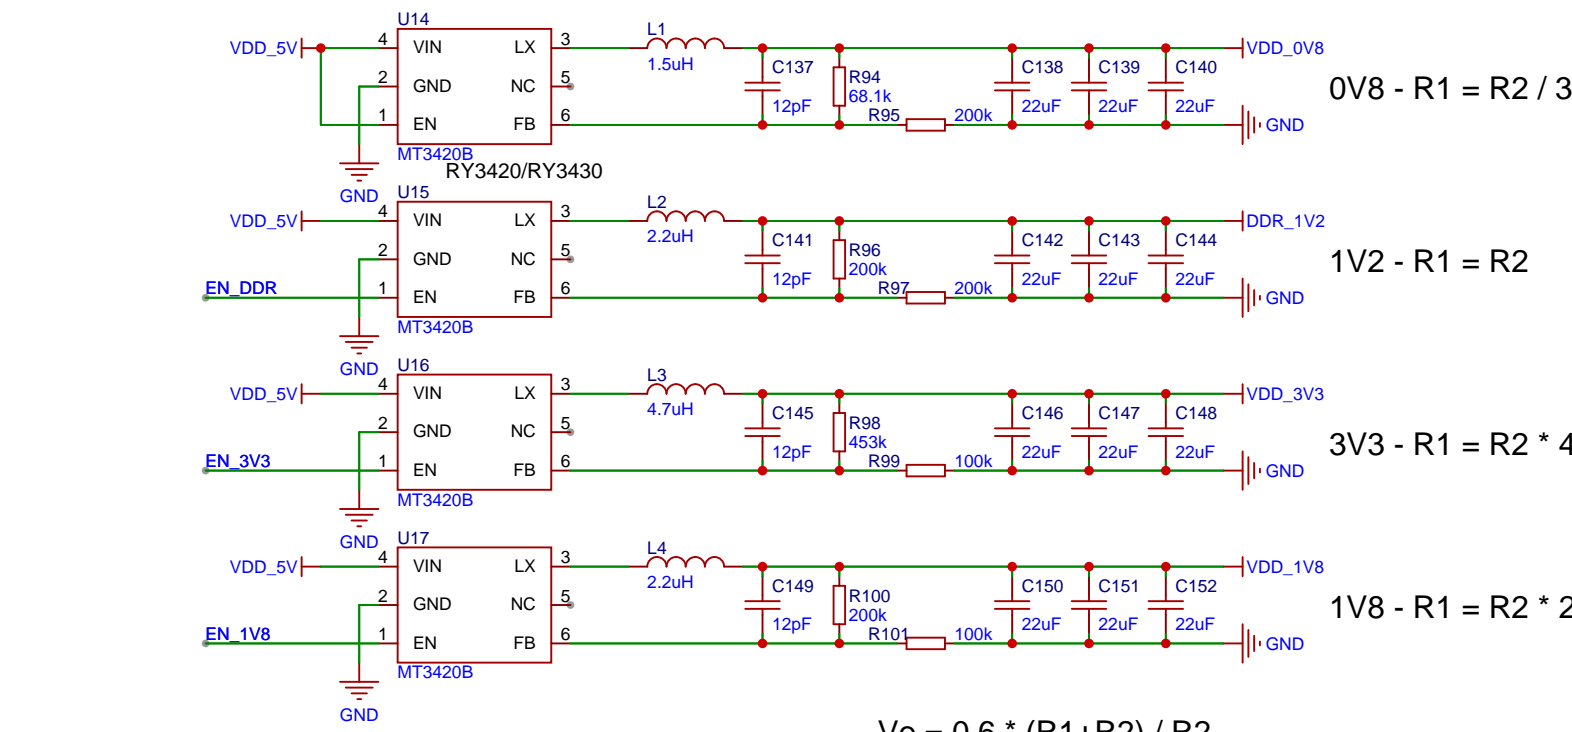 U14
VDD_5V 4 VIN LX 3 L1 1.5uH VDD_0V8
2 GND NC 5 C137 12pF R94 68.1k C138 22uF C139 22uF C140 22uF
1 EN FB 6 R95 200k GND
MT3420B
GND
0V8 - R1 = R2 / 3
RY3420/RY3430
U15
VDD_5V 4 VIN LX 3 L2 2.2uH DDR_1V2
2 GND NC 5 C141 12pF R96 200k C142 22uF C143 22uF C144 22uF
EN_DDR 1 EN FB 6 R97 200k GND
MT3420B
GND
1V2 - R1 = R2
U16
VDD_5V 4 VIN LX 3 L3 4.7uH VDD_3V3
2 GND NC 5 C145 12pF R98 453k C146 22uF C147 22uF C148 22uF
EN_3V3 1 EN FB 6 R99 100k GND
MT3420B
GND
3V3 - R1 = R2 * 4
U17
VDD_5V 4 VIN LX 3 L4 2.2uH VDD_1V8
2 GND NC 5 C149 12pF R100 200k C150 22uF C151 22uF C152 22uF
EN_1V8 1 EN FB 6 R101 100k GND
MT3420B
GND
1V8 - R1 = R2 * 2
Vo = 0.6 * (R1+R2) / R2